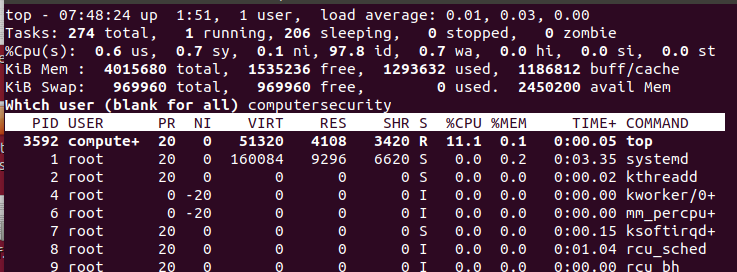 top - 07:48:24 up  1:51,  1 user,  load average: 0.01, 0.03, 0.00
Tasks: 274 total,   1 running, 206 sleeping,   0 stopped,   0 zombie
%Cpu(s):  0.6 us,  0.7 sy,  0.1 ni, 97.8 id,  0.7 wa,  0.0 hi,  0.0 si,  0.0 st
KiB Mem :  4015680 total,  1535236 free,  1293632 used,  1186812 buff/cache
KiB Swap:   969960 total,   969960 free,        0 used.  2450200 avail Mem
Which user (blank for all) computersecurity
  PID USER      PR  NI    VIRT    RES    SHR S  %CPU %MEM     TIME+ COMMAND
 3592 compute+  20   0   51320   4108   3420 R  11.1  0.1   0:00.05 top
    1 root      20   0  160084   9296   6620 S   0.0  0.2   0:03.35 systemd
    2 root      20   0       0      0      0 S   0.0  0.0   0:00.02 kthreadd
    4 root       0 -20       0      0      0 I   0.0  0.0   0:00.00 kworker/0+
    6 root       0 -20       0      0      0 I   0.0  0.0   0:00.00 mm_percpu+
    7 root      20   0       0      0      0 S   0.0  0.0   0:00.15 ksoftirqd+
    8 root      20   0       0      0      0 I   0.0  0.0   0:01.04 rcu_sched
    9 root      20   0       0      0      0 I   0.0  0.0   0:00.00 rcu_bh